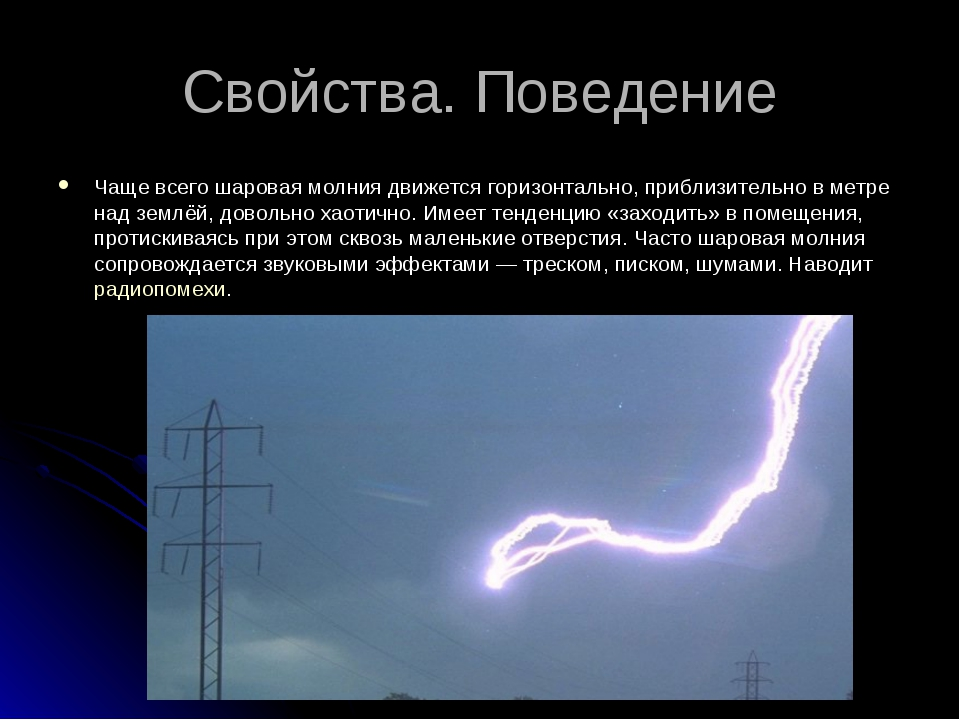 Свойства. Поведение
Чаще всего шаровая молния движется горизонтально, приблизительно в метре
над землёй, довольно хаотично. Имеет тенденцию «заходить» в помещения,
протискиваясь при этом сквозь маленькие отверстия. Часто шаровая молния
сопровождается звуковыми эффектами — треском, писком, шумами. Наводит
радиопомехи.